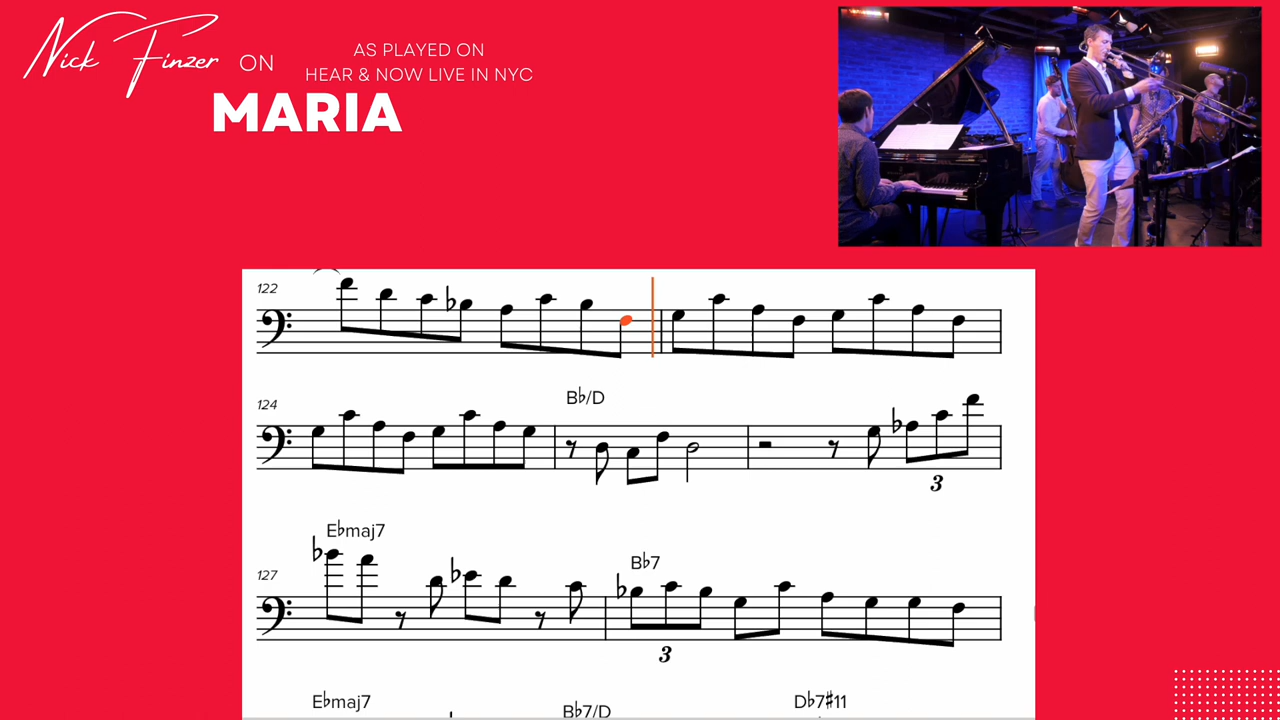 Nick Finzer ON
AS PLAYED ON
HEAR & NOW LIVE IN NYC
MARIA
122
124
B♭/D
3
E♭maj7
127
B♭7
3
E♭maj7
B♭7/D
D♭7#11